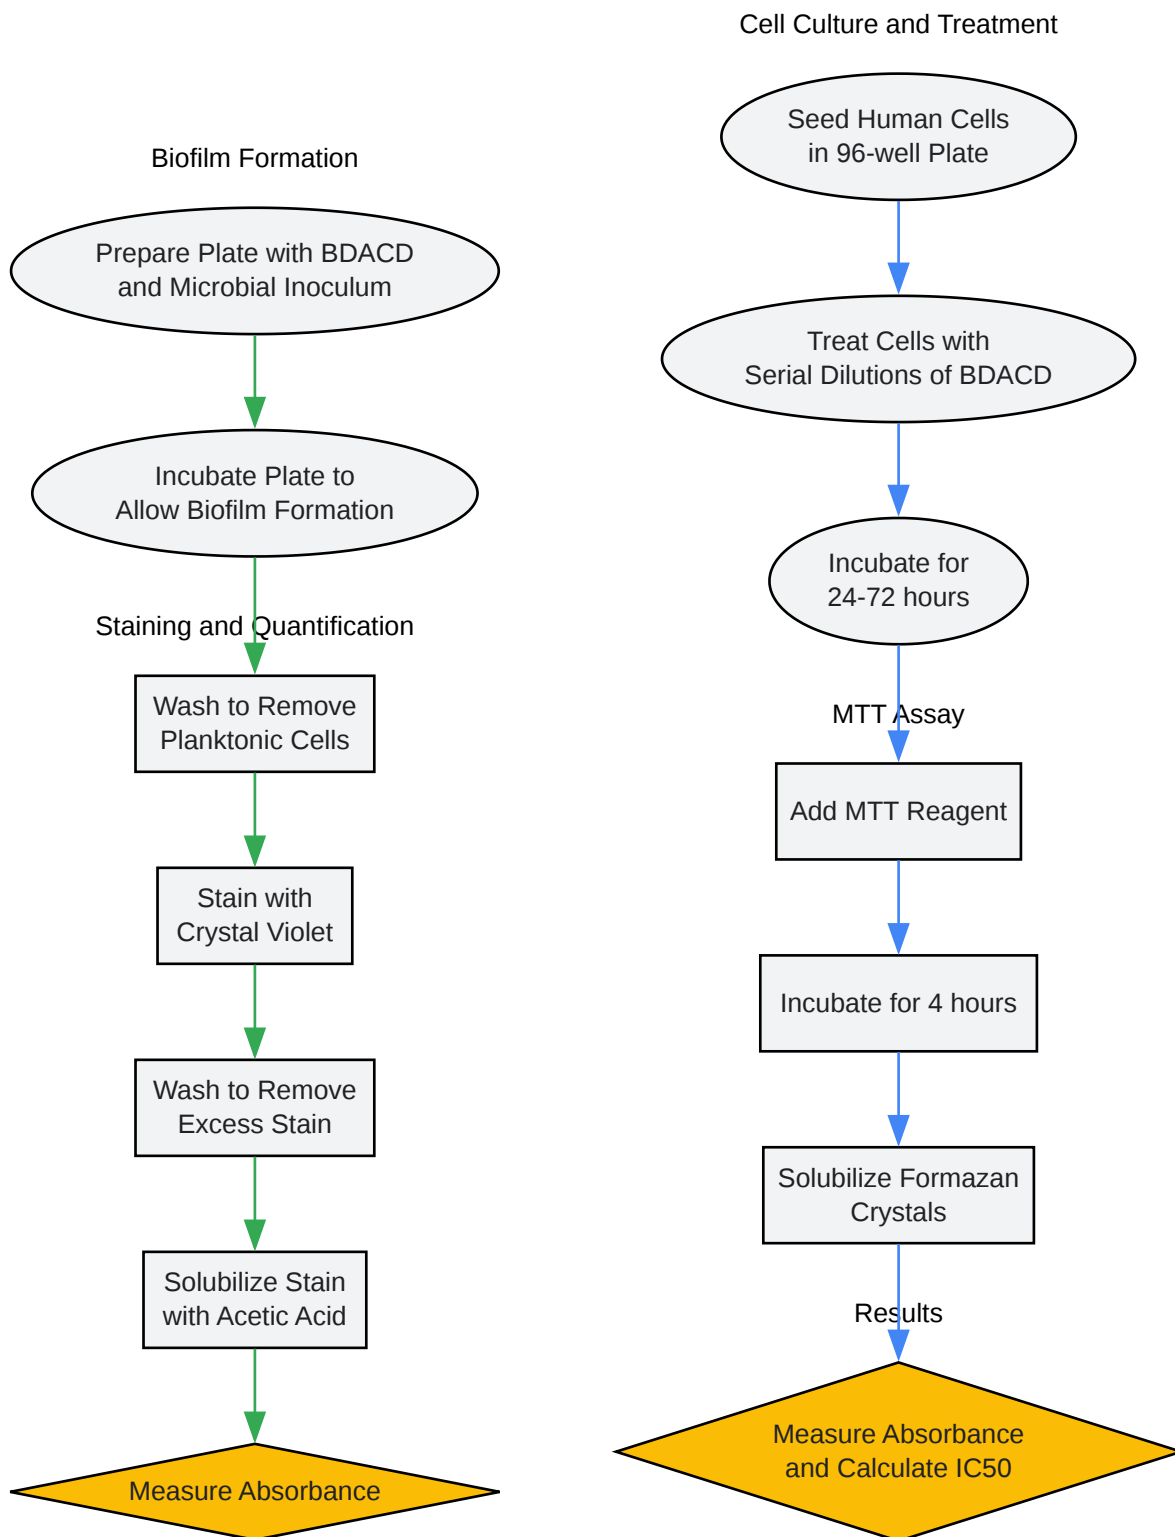 Biofilm Formation
Prepare Plate with BDACD
and Microbial Inoculum
Incubate Plate to
Allow Biofilm Formation
Staining and Quantification
Wash to Remove
Planktonic Cells
Stain with
Crystal Violet
Wash to Remove
Excess Stain
Solubilize Stain
with Acetic Acid
Measure Absorbance
Cell Culture and Treatment
Seed Human Cells
in 96-well Plate
Treat Cells with
Serial Dilutions of BDACD
Incubate for
24-72 hours
MTT Assay
Add MTT Reagent
Incubate for 4 hours
Solubilize Formazan
Crystals
Results
Measure Absorbance
and Calculate IC50